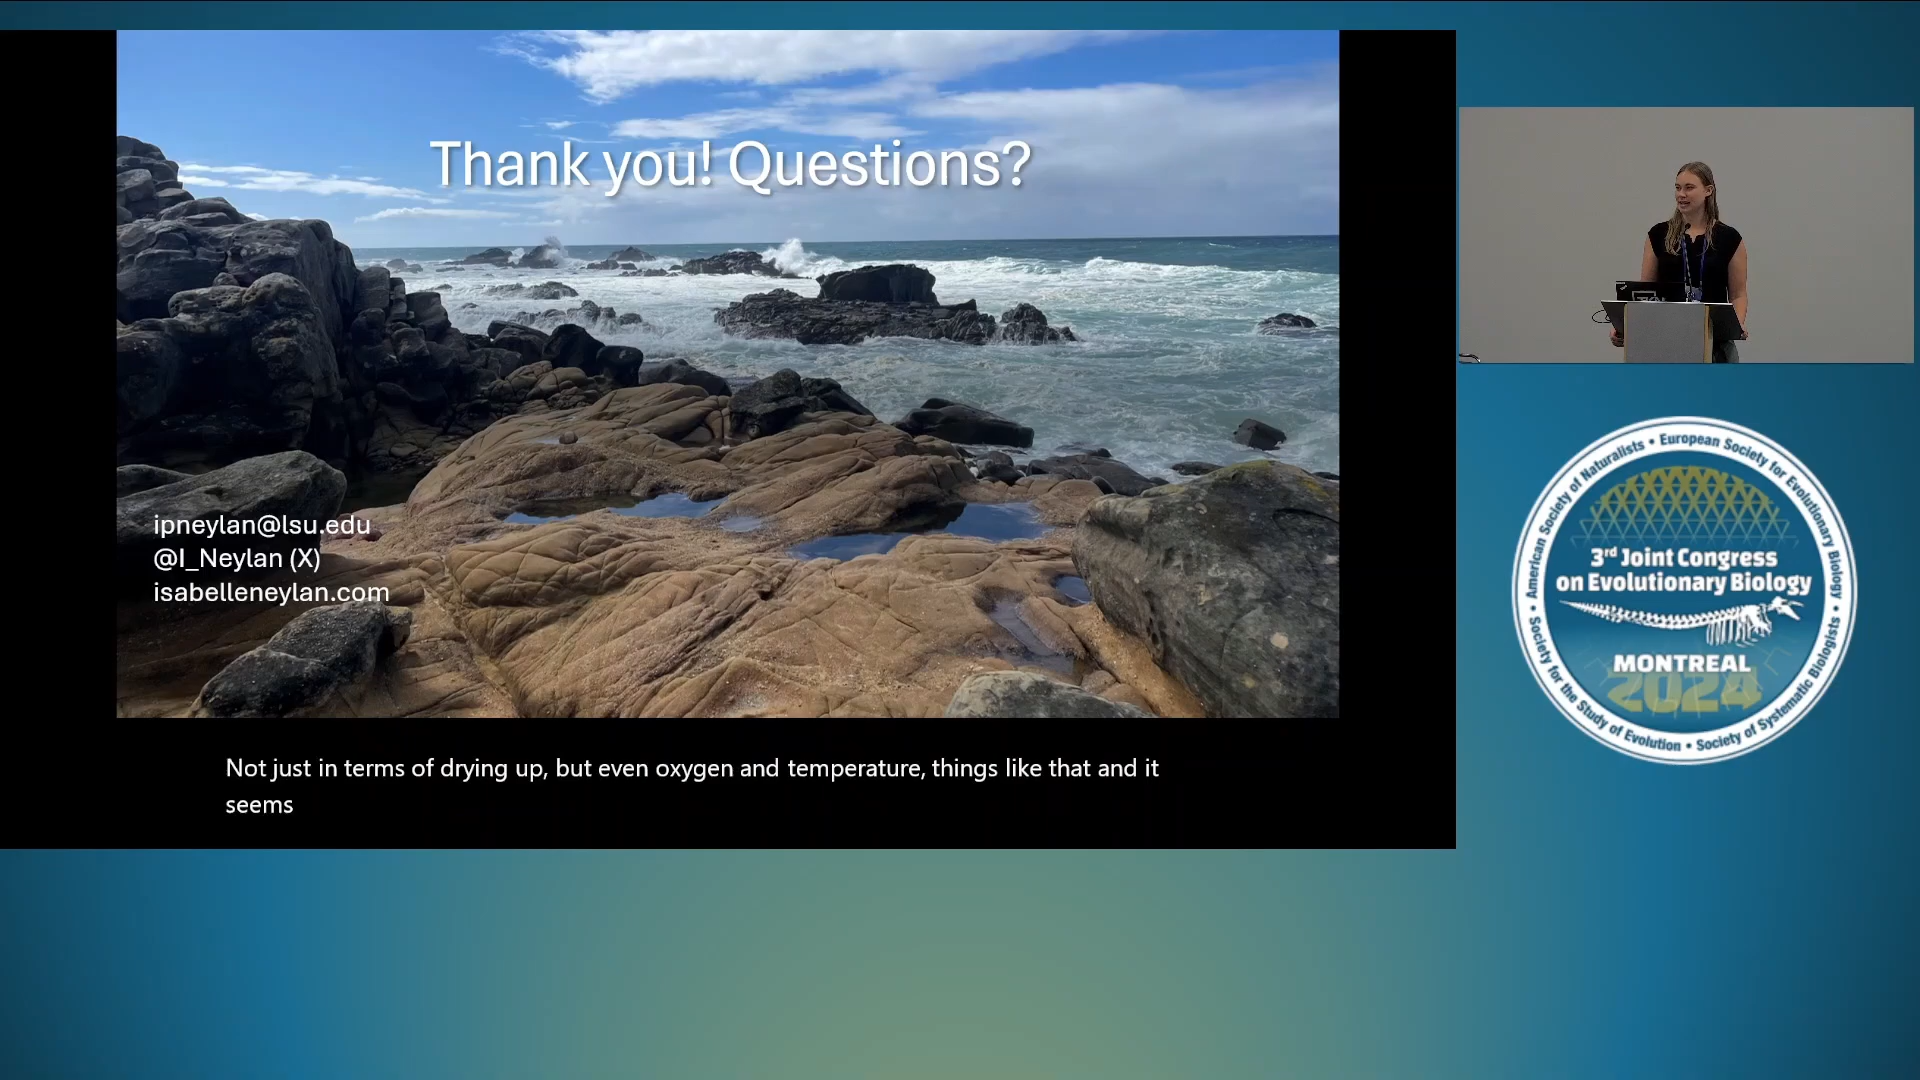 Thank you! Questions?
ipneylan@lsu.edu
@I_Neylan (X)
isabelleneylan.com
Not just in terms of drying up, but even oxygen and temperature, things like that and it
seems
American Society of Naturalists • European Society for Evolutionary Biology •
Society for the Study of Evolution • Society of Systematic Biologists •
3rd Joint Congress
on Evolutionary Biology
MONTREAL
2024